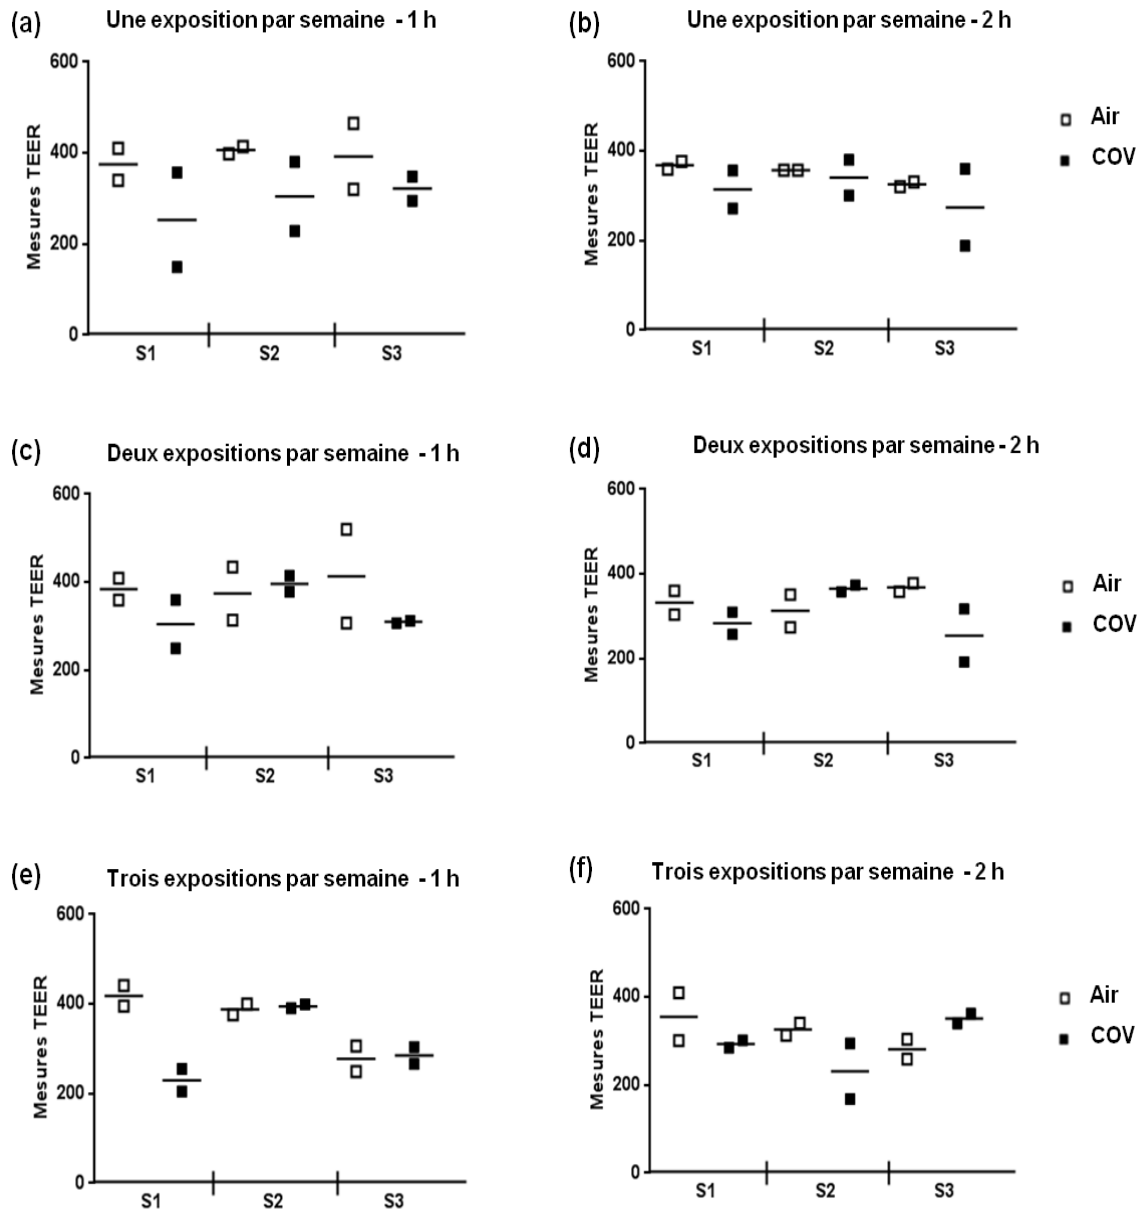 (a) Une exposition par semaine - 1 h
600
400
200
0
Mesures TEER
S1 S2 S3
(b) Une exposition par semaine - 2 h
600
400
200
0
Mesures TEER
S1 S2 S3
Air
COV
(c) Deux expositions par semaine - 1 h
600
400
200
0
Mesures TEER
S1 S2 S3
(d) Deux expositions par semaine - 2 h
600
400
200
0
Mesures TEER
S1 S2 S3
Air
COV
(e) Trois expositions par semaine - 1 h
600
400
200
0
Mesures TEER
S1 S2 S3
(f) Trois expositions par semaine - 2 h
600
400
200
0
Mesures TEER
S1 S2 S3
Air
COV